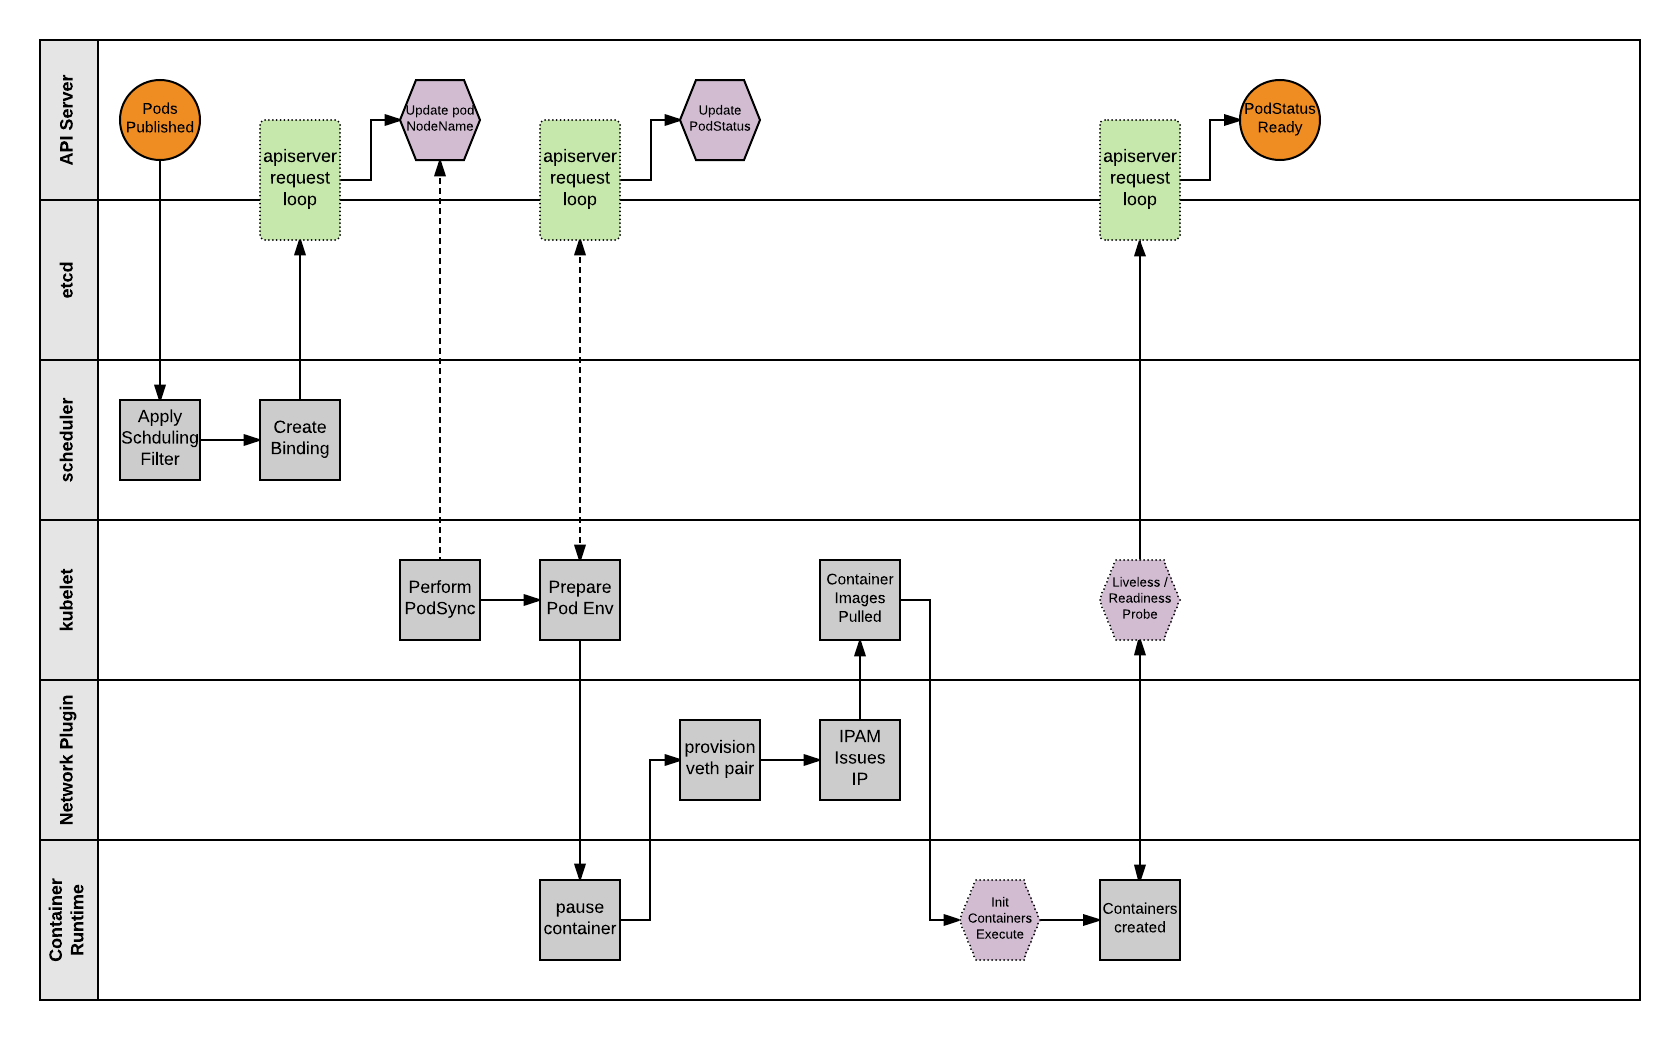 API Server
Pods
Published
apiserver
request
loop
Update pod
NodeName
apiserver
request
loop
Update
PodStatus
apiserver
request
loop
PodStatus
Ready
etcd
scheduler
Apply
Schduling
Filter
Create
Binding
kubelet
Perform
PodSync
Prepare
Pod Env
Container
Images
Pulled
Liveless /
Readiness
Probe
Network Plugin
provision
veth pair
IPAM
Issues
IP
Container
Runtime
pause
container
Init
Containers
Execute
Containers
created